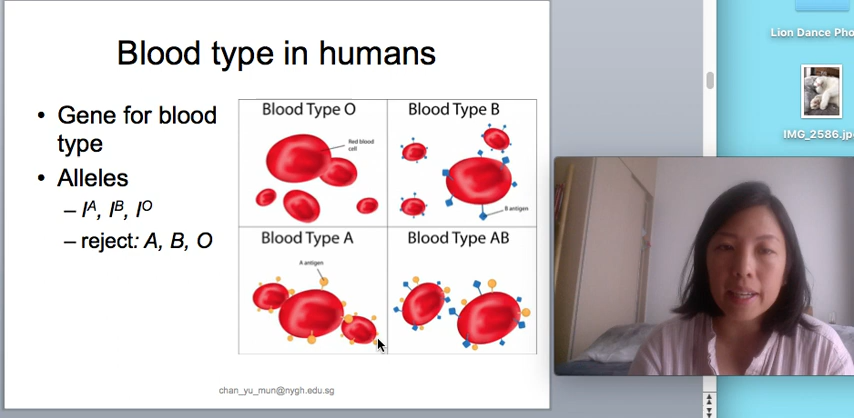 Blood type in humans
• Gene for blood
type
• Alleles
– I^A, I^B, I^O
– reject: A, B, O
Blood Type O
Red blood
cell
Blood Type B
B antigen
Blood Type A
A antigen
Blood Type AB
chan_yu_mun@nygh.edu.sg
Lion Dance Pho
IMG_2586.jp